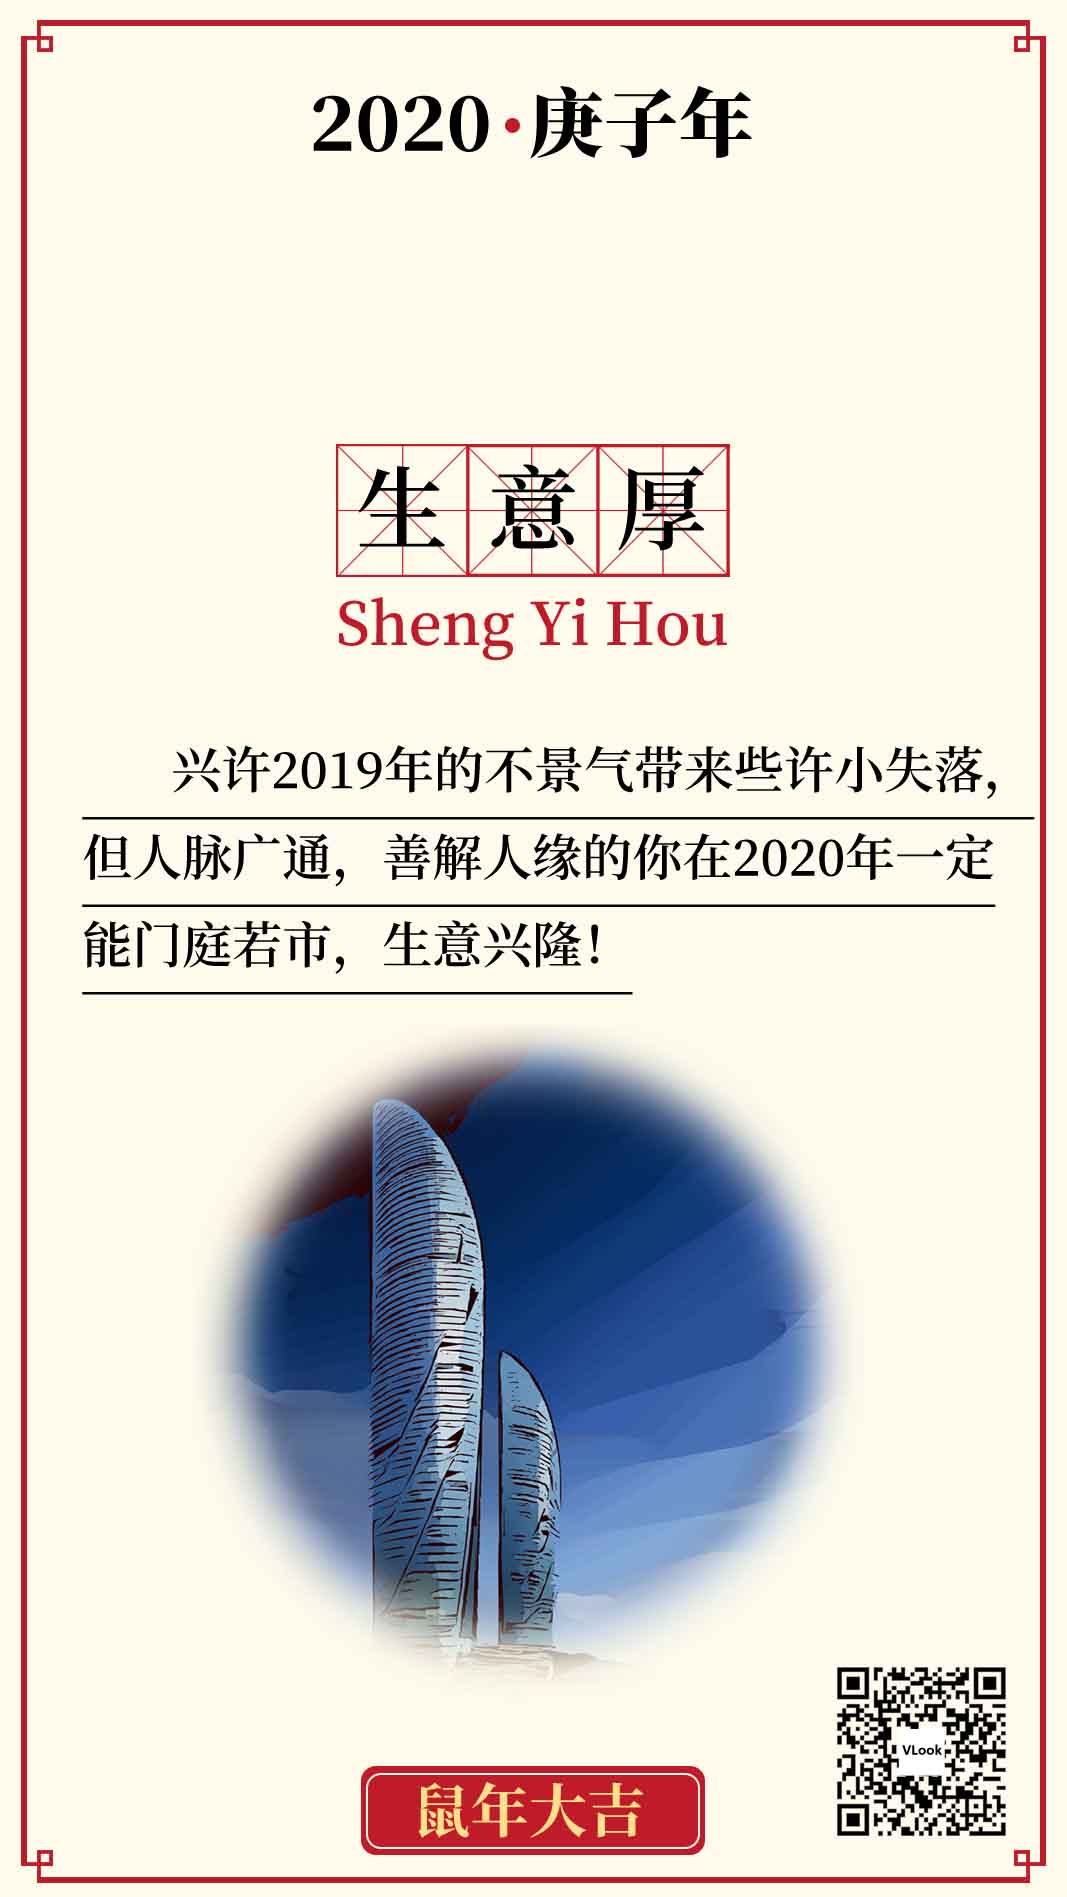 2020·庚子年
生意厚
Sheng Yi Hou
兴许2019年的不景气带来些许小失落，
但人脉广通，善解人缘的你在2020年一定
能门庭若市，生意兴隆！
VLook
鼠年大吉